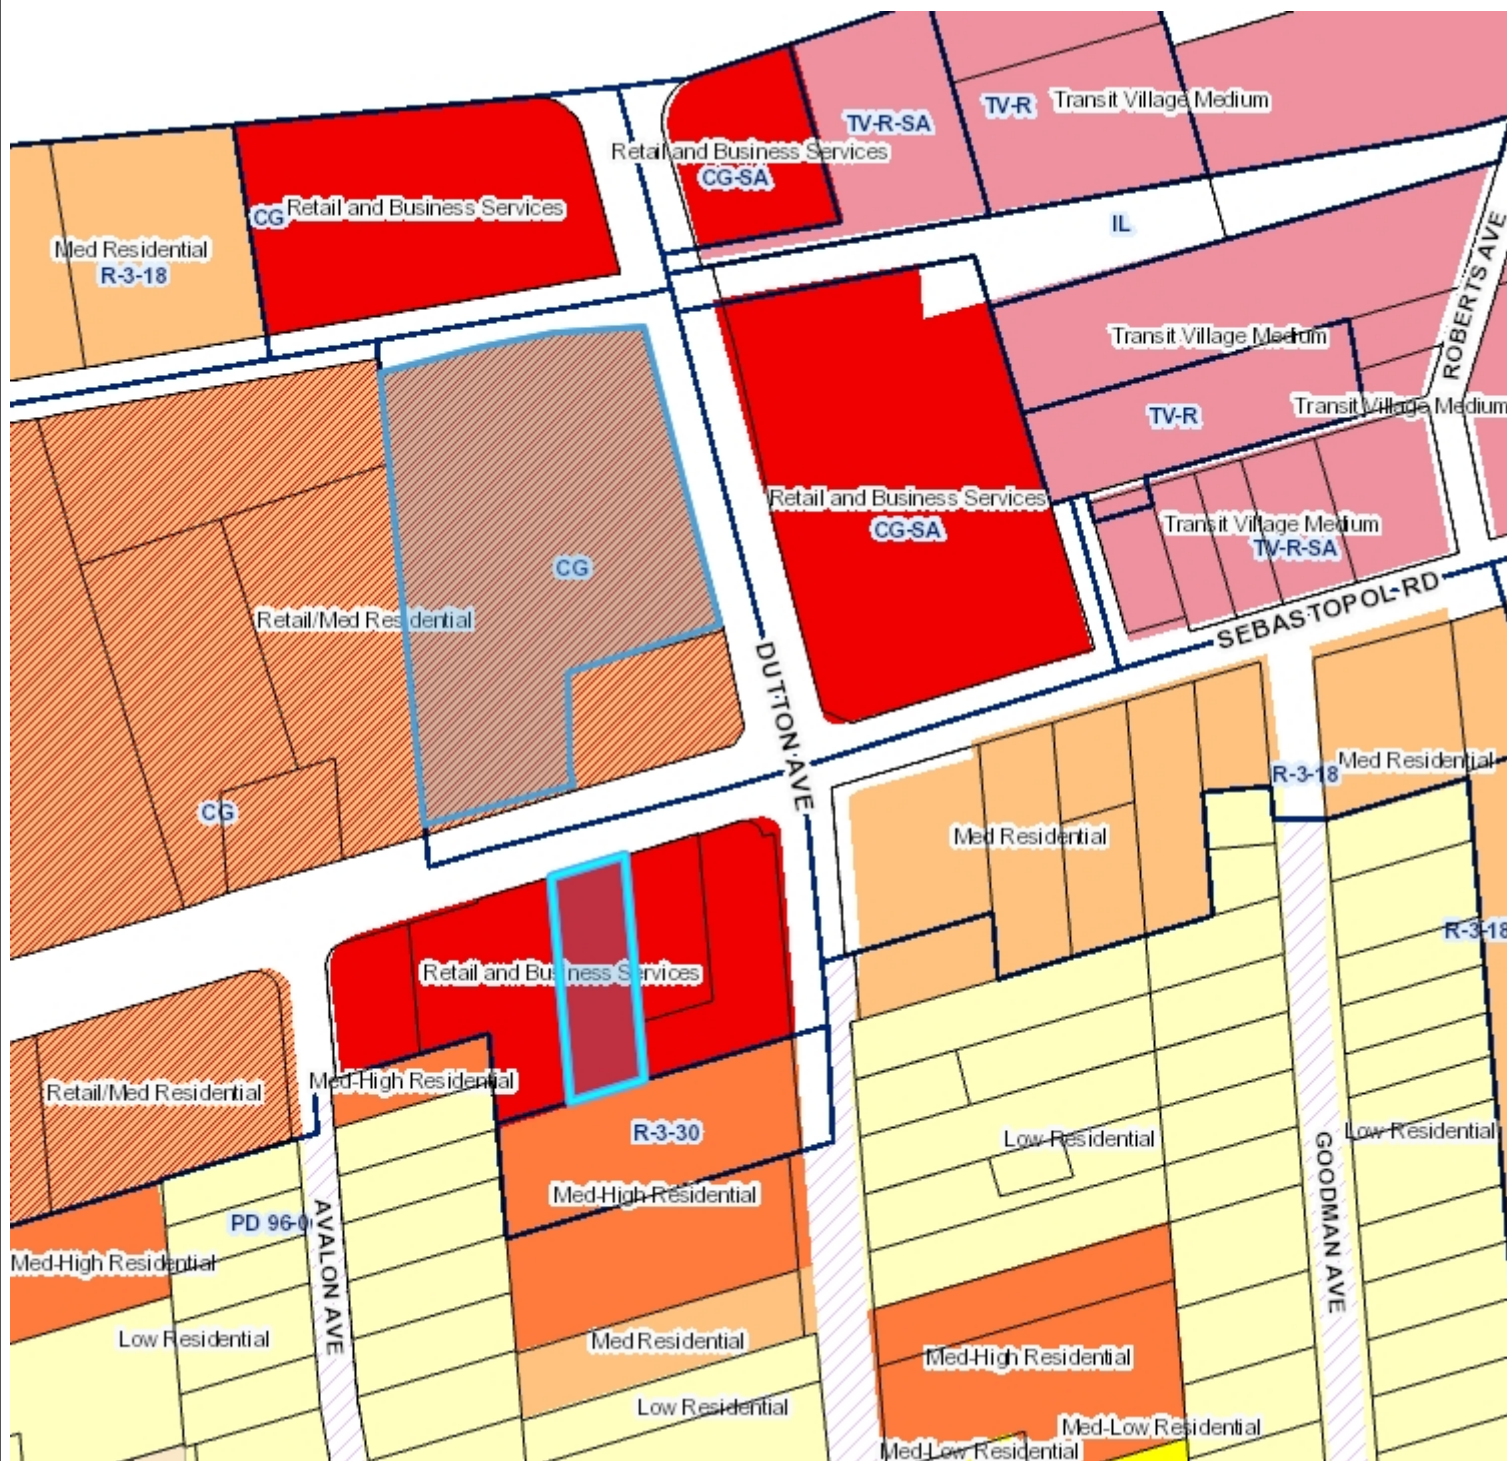 Transit Village Medium
TV-R
TV-R-SA
Retail and Business Services
CG-SA
Retail and Business Services
CG
Med Residential
R-3-18
IL
ROBERTS AVE
Transit Village Medium
Transit Village Medium
TV-R
Retail and Business Services
CG-SA
Transit Village Medium
TV-R-SA
CG
Retail/Med Residential
SEBASTOPOL RD
DUTTON AVE
Med Residential
R-3-18
CG
Med Residential
R-3-18
Retail and Business Services
Med-High Residential
Retail/Med Residential
R-3-30
Low Residential
Low Residential
Med-High Residential
PD 96-0
AVALON AVE
GOODMAN AVE
Med-High Residential
Low Residential
Med Residential
Med-High Residential
Low Residential
Med-Low Residential
Med-Low Residential